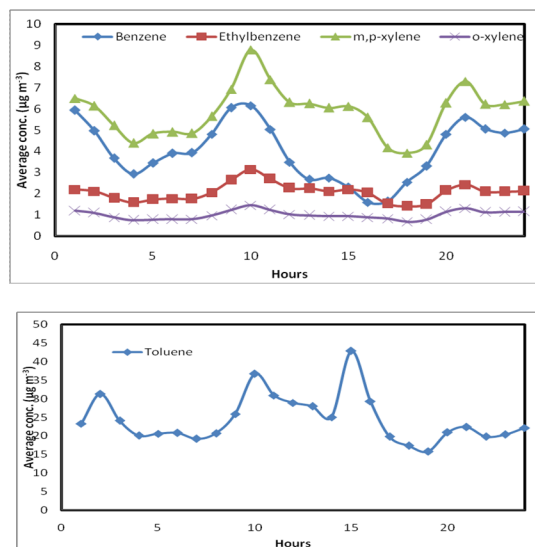 Benzene Ethylbenzene m,p-xylene o-xylene
Average conc. (µg m-3)
10
9
8
7
6
5
4
3
2
1
0
0 5 10 15 20
Hours
Toluene
Average conc. (µg m-3)
50
45
40
35
30
25
20
15
10
5
0
0 5 10 15 20
Hours